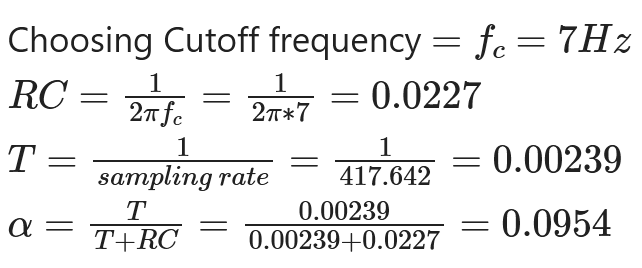 Choosing Cutoff frequency = f_c = 7Hz
RC = \frac{1}{2\pi f_c} = \frac{1}{2\pi*7} = 0.0227
T = \frac{1}{sampling rate} = \frac{1}{417.642} = 0.00239
α = \frac{T}{T+RC} = \frac{0.00239}{0.00239+0.0227} = 0.0954